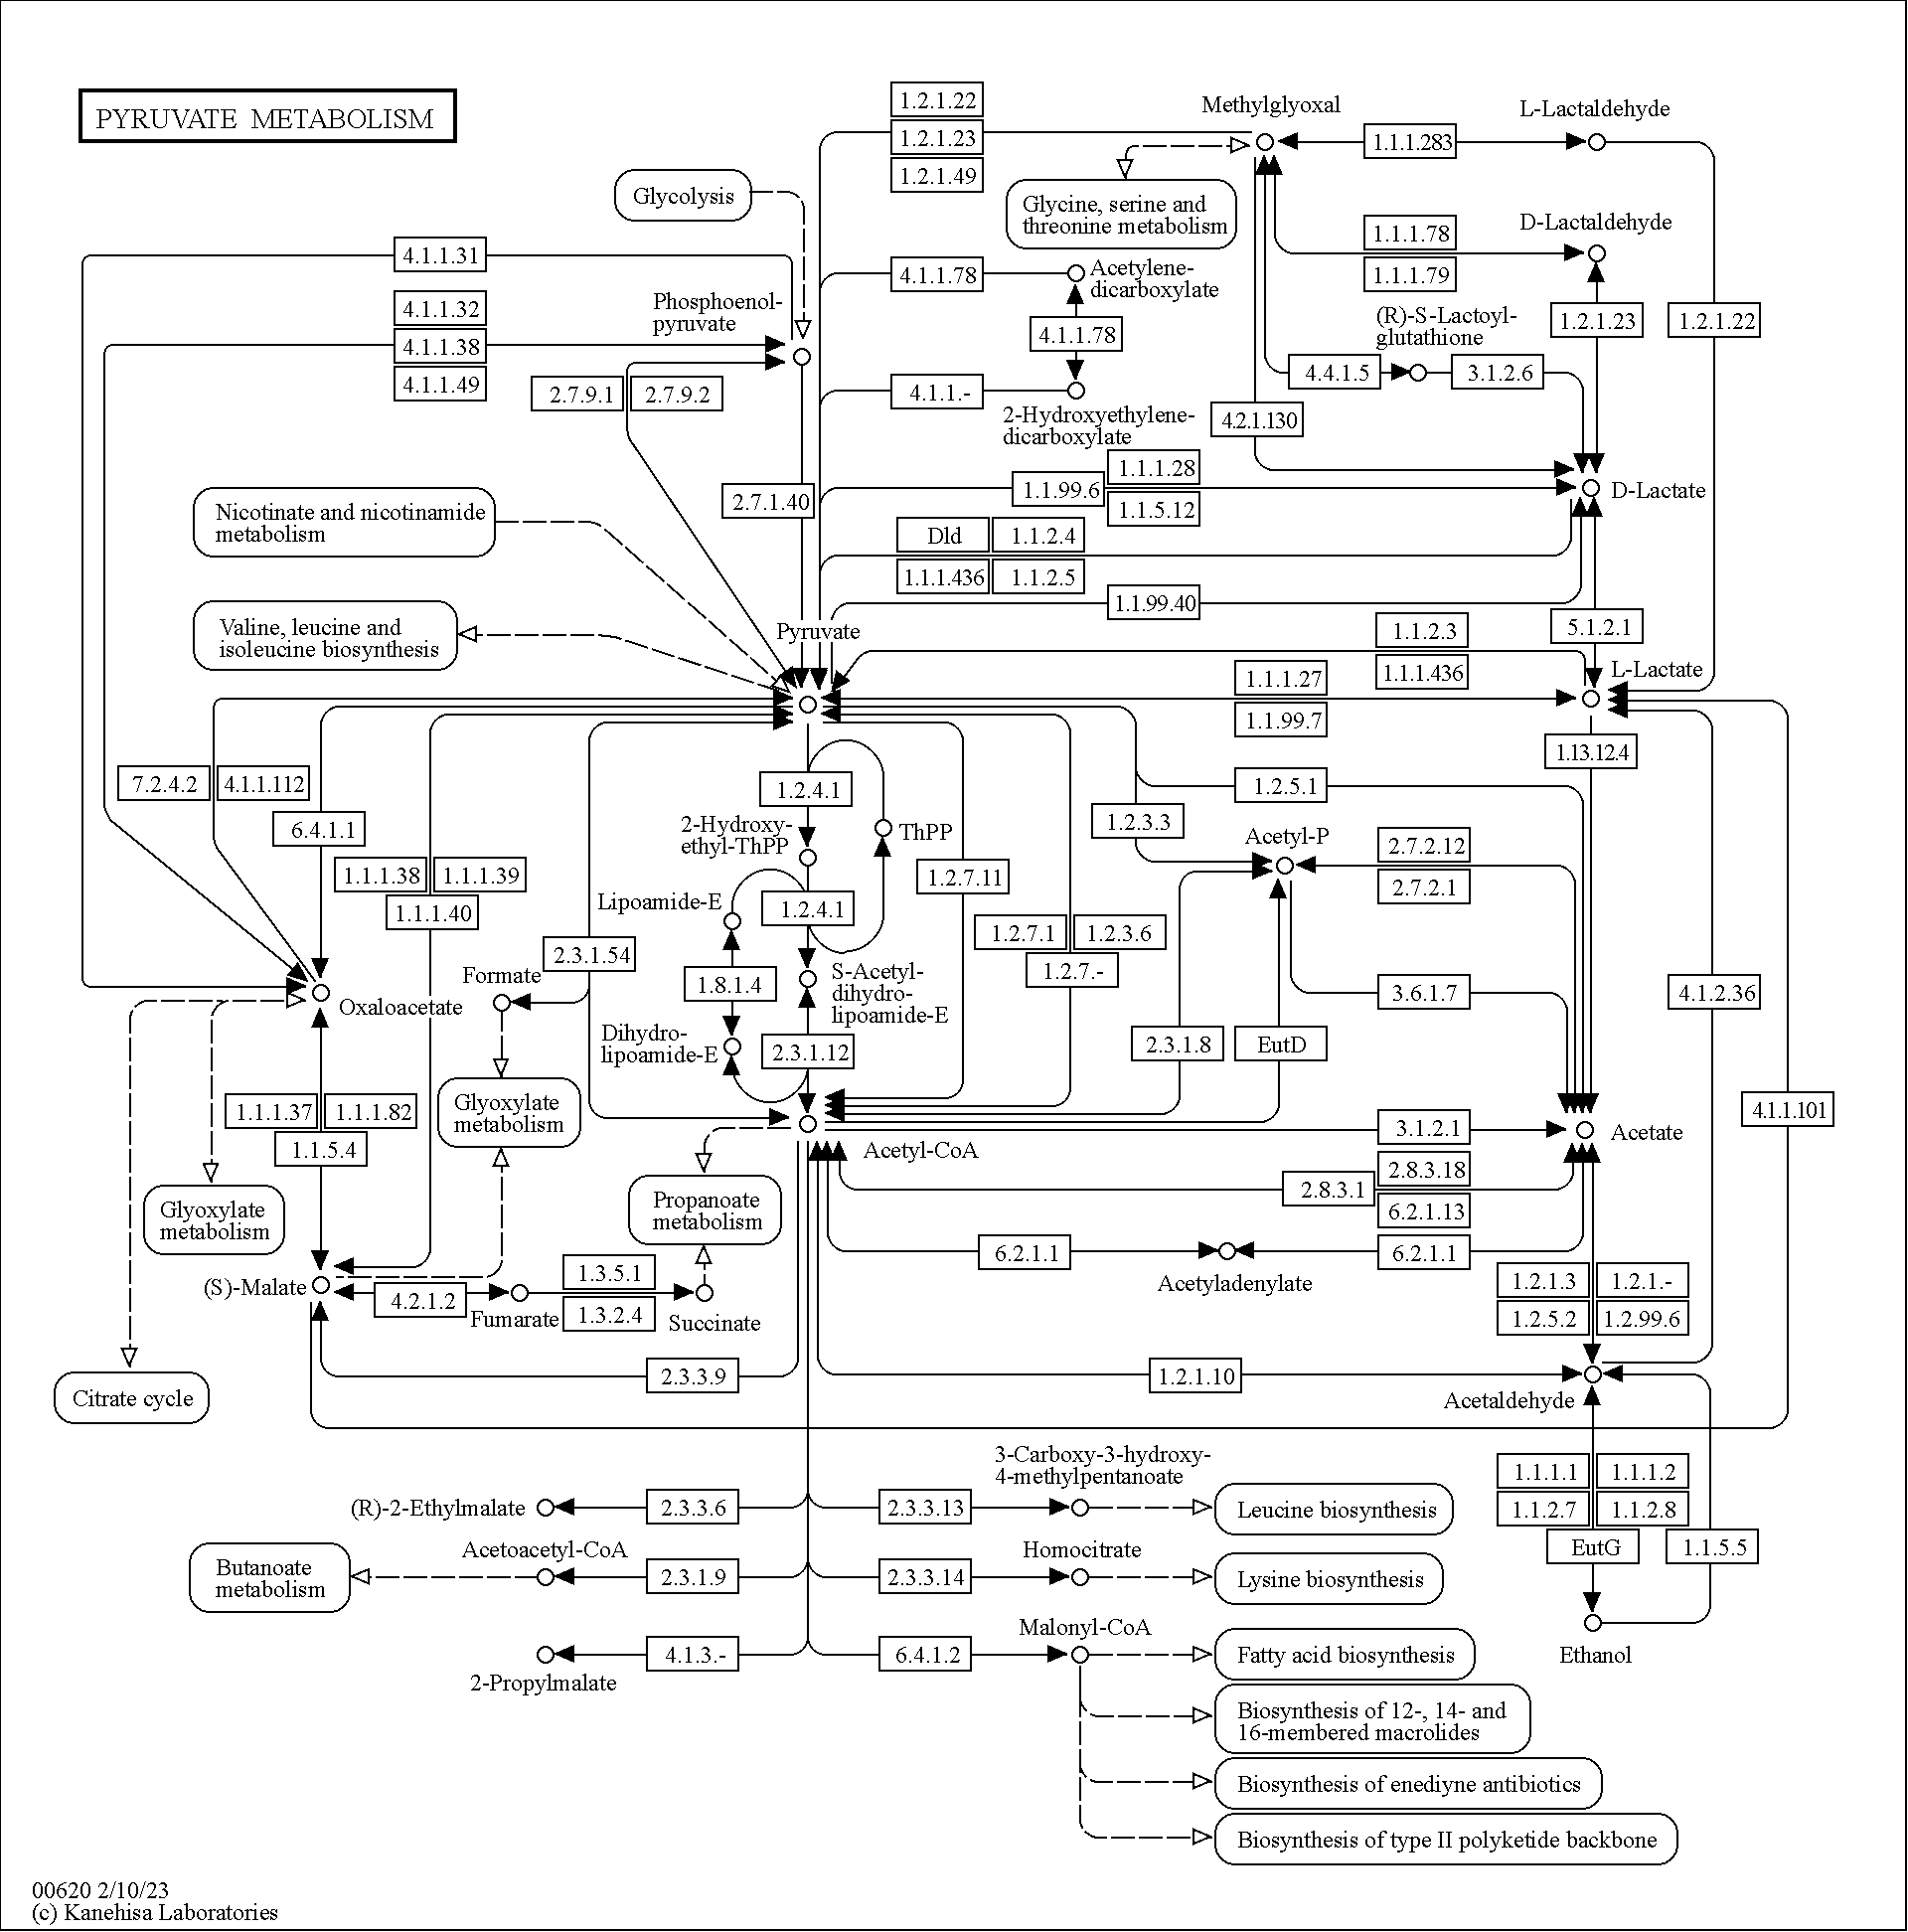 PYRUVATE METABOLISM
1.2.1.22
1.2.1.23
1.2.1.49
Methylglyoxal
1.1.1.283
L-Lactaldehyde
Glycolysis
Glycine, serine and
threonine metabolism
1.1.1.78
1.1.1.79
D-Lactaldehyde
4.1.1.31
4.1.1.32
4.1.1.38
4.1.1.49
Phosphoenol-
pyruvate
4.1.1.78
Acetylene-
dicarboxylate
4.1.1.78
(R)-S-Lactoyl-
glutathione
1.2.1.23
1.2.1.22
2.7.9.1
2.7.9.2
4.1.1.-
2-Hydroxyethylene-
dicarboxylate
4.4.1.5
3.1.2.6
4.2.1.130
2.7.1.40
1.1.99.6
1.1.1.28
1.1.5.12
D-Lactate
Nicotinate and nicotinamide
metabolism
Dld
1.1.2.4
1.1.1.436
1.1.2.5
1.1.99.40
Valine, leucine and
isoleucine biosynthesis
Pyruvate
1.1.2.3
1.1.1.436
5.1.2.1
L-Lactate
1.1.1.27
1.1.99.7
1.13.12.4
7.2.4.2
4.1.1.112
6.4.1.1
1.2.4.1
1.2.5.1
2-Hydroxy-
ethyl-ThPP
ThPP
1.2.3.3
Acetyl-P
2.7.2.12
2.7.2.1
1.1.1.38
1.1.1.39
1.1.1.40
1.2.7.11
Lipoamide-E
1.2.4.1
1.2.7.1
1.2.3.6
1.2.7.-
2.3.1.54
Formate
1.8.1.4
S-Acetyl-
dihydro-
lipoamide-E
3.6.1.7
4.1.2.36
Oxaloacetate
Dihydro-
lipoamide-E
2.3.1.12
2.3.1.8
EutD
Glyoxylate
metabolism
1.1.1.37
1.1.1.82
1.1.5.4
4.1.1.101
Acetyl-CoA
3.1.2.1
Acetate
2.8.3.1
2.8.3.18
6.2.1.13
Glyoxylate
metabolism
Propanoate
metabolism
6.2.1.1
6.2.1.1
Acetyladenylate
(S)-Malate
4.2.1.2
Fumarate
1.3.5.1
1.3.2.4
Succinate
1.2.1.3
1.2.1.-
1.2.5.2
1.2.99.6
Citrate cycle
2.3.3.9
1.2.1.10
Acetaldehyde
3-Carboxy-3-hydroxy-
4-methylpentanoate
1.1.1.1
1.1.1.2
1.1.2.7
1.1.2.8
EutG
1.1.5.5
(R)-2-Ethylmalate
2.3.3.6
2.3.3.13
Leucine biosynthesis
Butanoate
metabolism
Acetoacetyl-CoA
2.3.1.9
2.3.3.14
Homocitrate
Lysine biosynthesis
2-Propylmalate
4.1.3.-
6.4.1.2
Malonyl-CoA
Fatty acid biosynthesis
Ethanol
Biosynthesis of 12-, 14- and
16-membered macrolides
Biosynthesis of enediyne antibiotics
Biosynthesis of type II polyketide backbone
00620 2/10/23
(c) Kanehisa Laboratories